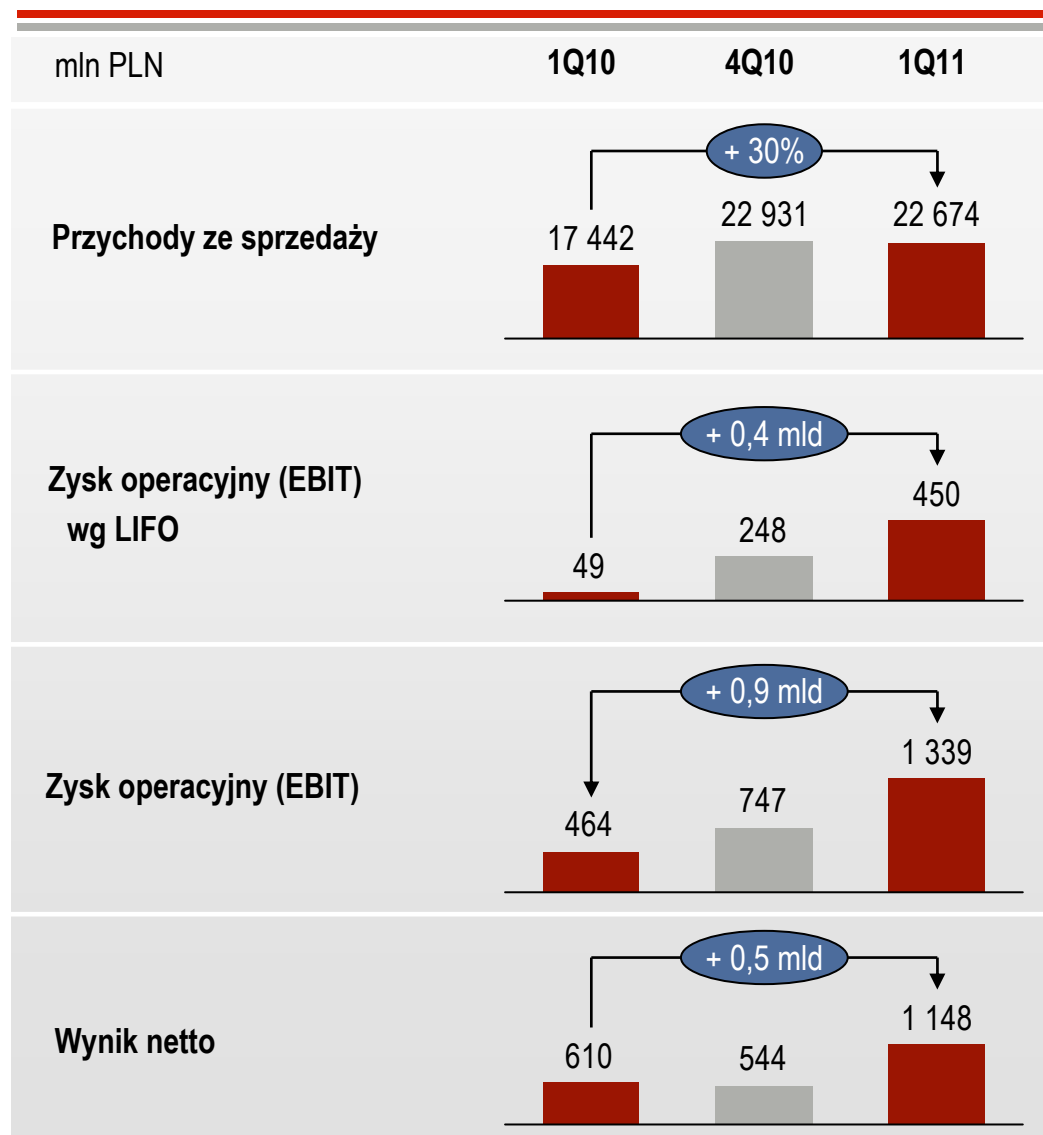 mln PLN 1Q10 4Q10 1Q11
+ 30%
Przychody ze sprzedaży
17 442 22 931 22 674
+ 0,4 mld
Zysk operacyjny (EBIT)
wg LIFO
49 248 450
+ 0,9 mld
Zysk operacyjny (EBIT)
464 747 1 339
+ 0,5 mld
Wynik netto
610 544 1 148